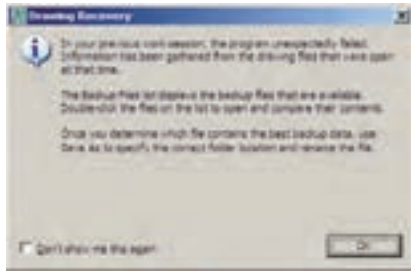 Drawing Recovery
In your previous work session, the program unexpectedly failed.
Information has been gathered from the drawing files that were open
at that time.
The Backup Files list displays the backup files that are available.
Double-click the files on the list to open and compare their contents.
Once you determine which file contains the best backup data, use
Save As to specify the correct folder location and rename the file.
Don't show me this again
OK